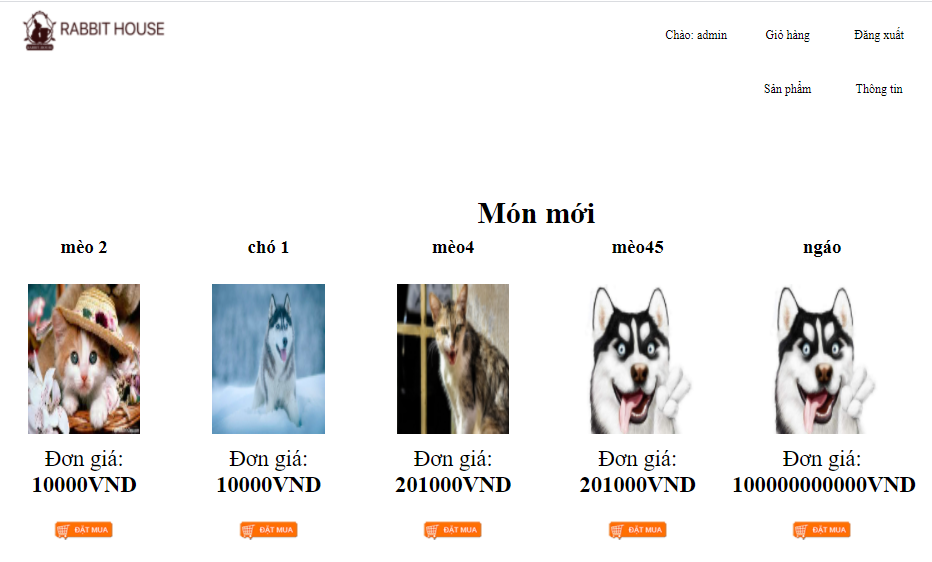 RABBIT HOUSE
Chào: admin Giỏ hàng Đăng xuất
Sản phẩm Thông tin
Món mới
mèo 2 chó 1 mèo4 mèo45 ngáo
Đơn giá: Đơn giá: Đơn giá: Đơn giá: Đơn giá:
10000VND 10000VND 201000VND 201000VND 100000000000VND
ĐẶT MUA ĐẶT MUA ĐẶT MUA ĐẶT MUA ĐẶT MUA